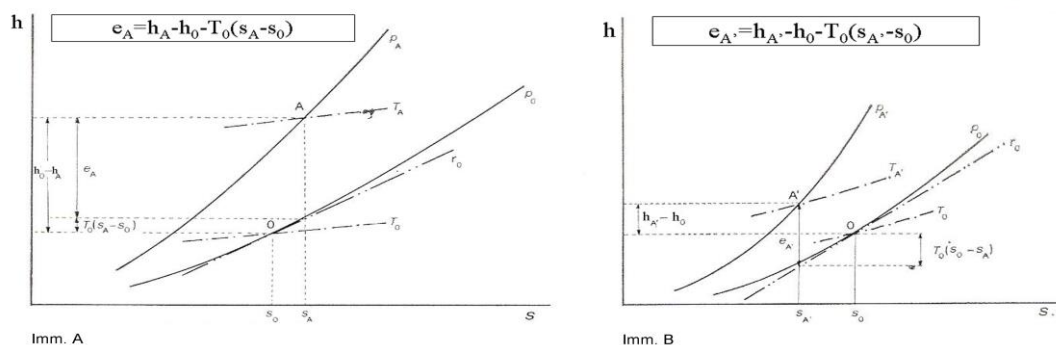 h
e_A=h_A-h_0-T_0(s_A-s_0)
p_A
A
T_A
p_0
r_0
h_0-h_A
e_A
T_0(s_A-s_0)
O
T_0
s_0
s_A
S
Imm. A
h
e_A'=h_A'-h_0-T_0(s_A'-s_0)
p_A'
p_0
r_0
A'
T_A'
T_0
h_A'-h_0
O
e_A'
T_0(s_0-s_A)
s_A'
s_0
S
Imm. B